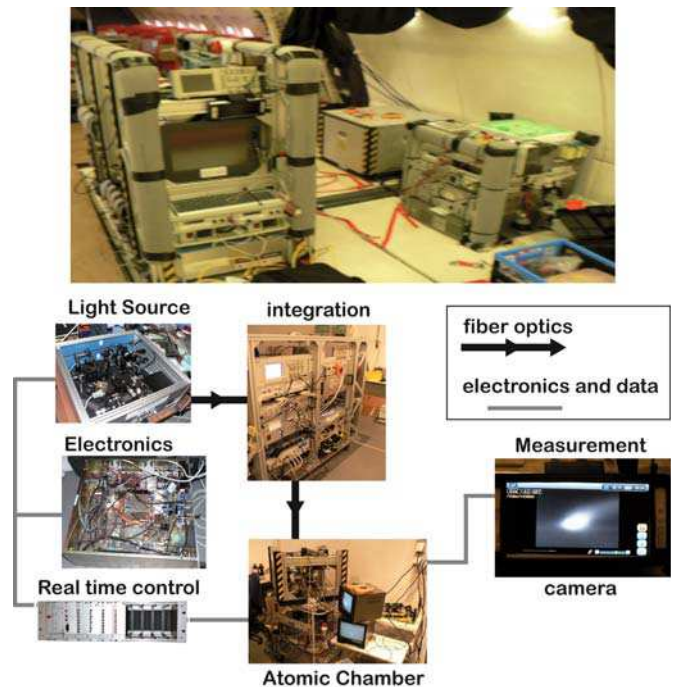 Light Source
integration
fiber optics
electronics and data
Electronics
Measurement
Real time control
camera
Atomic Chamber